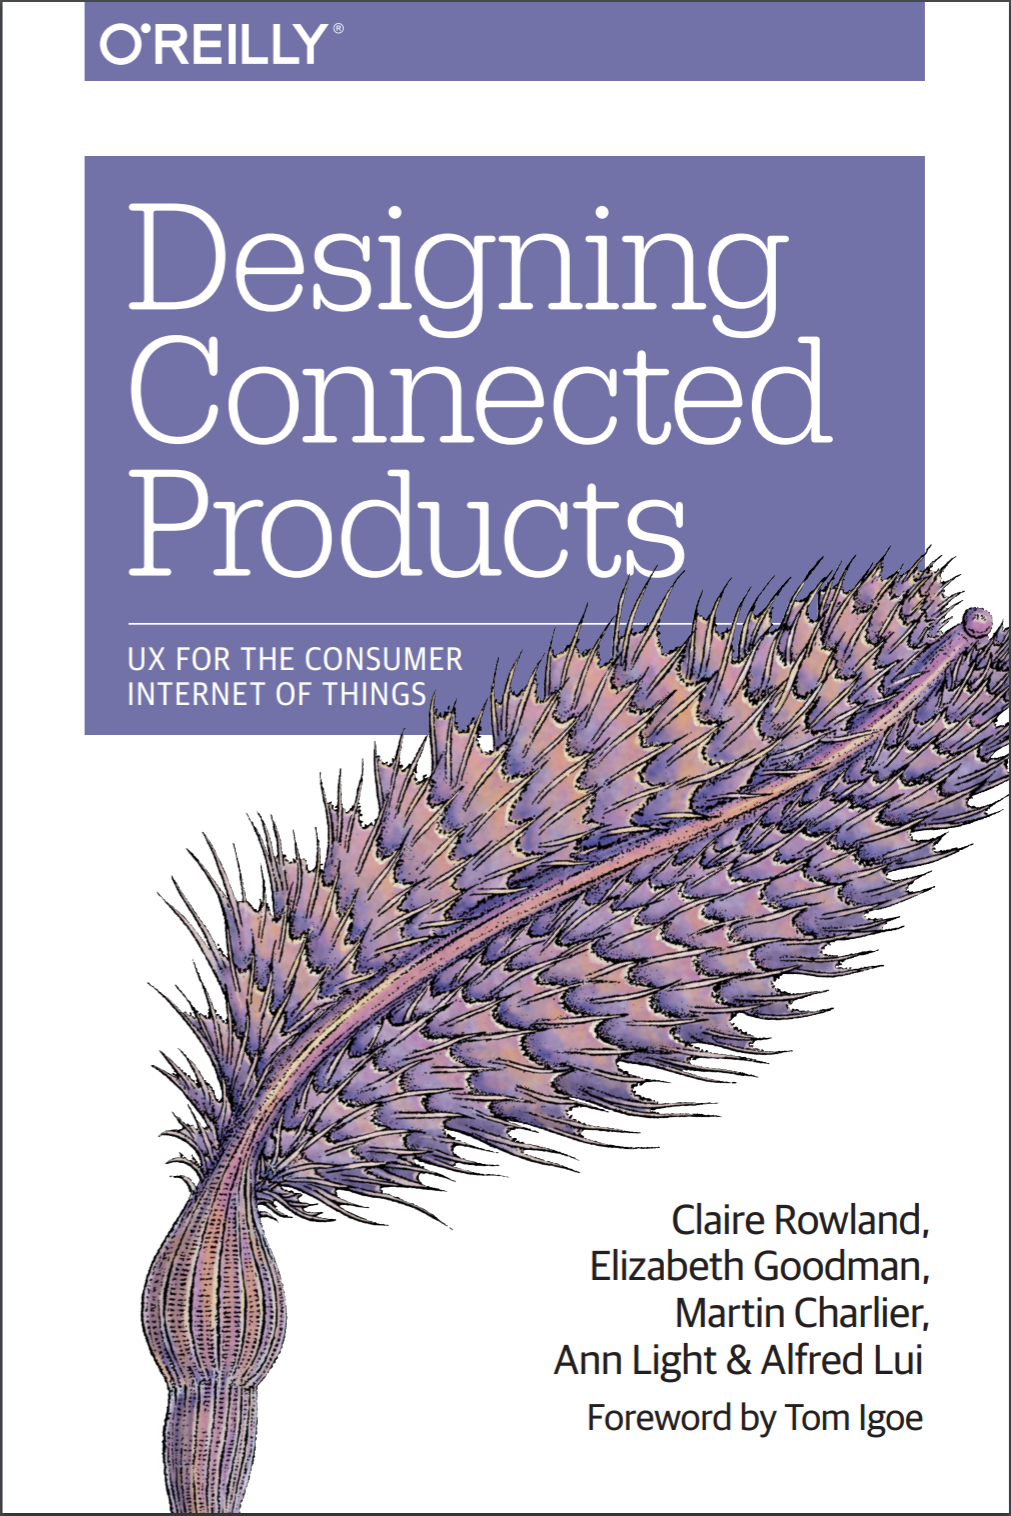 O'REILLY®
Designing
Connected
Products
UX FOR THE CONSUMER
INTERNET OF THINGS
Claire Rowland,
Elizabeth Goodman,
Martin Charlier,
Ann Light & Alfred Lui
Foreword by Tom Igoe